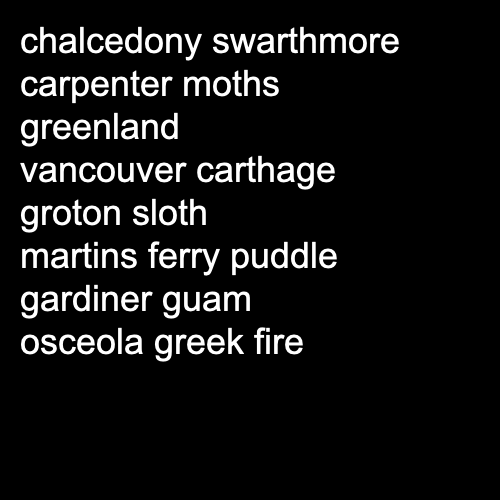 chalcedony swarthmore
carpenter moths
greenland
vancouver carthage
groton sloth
martins ferry puddle
gardiner guam
osceola greek fire